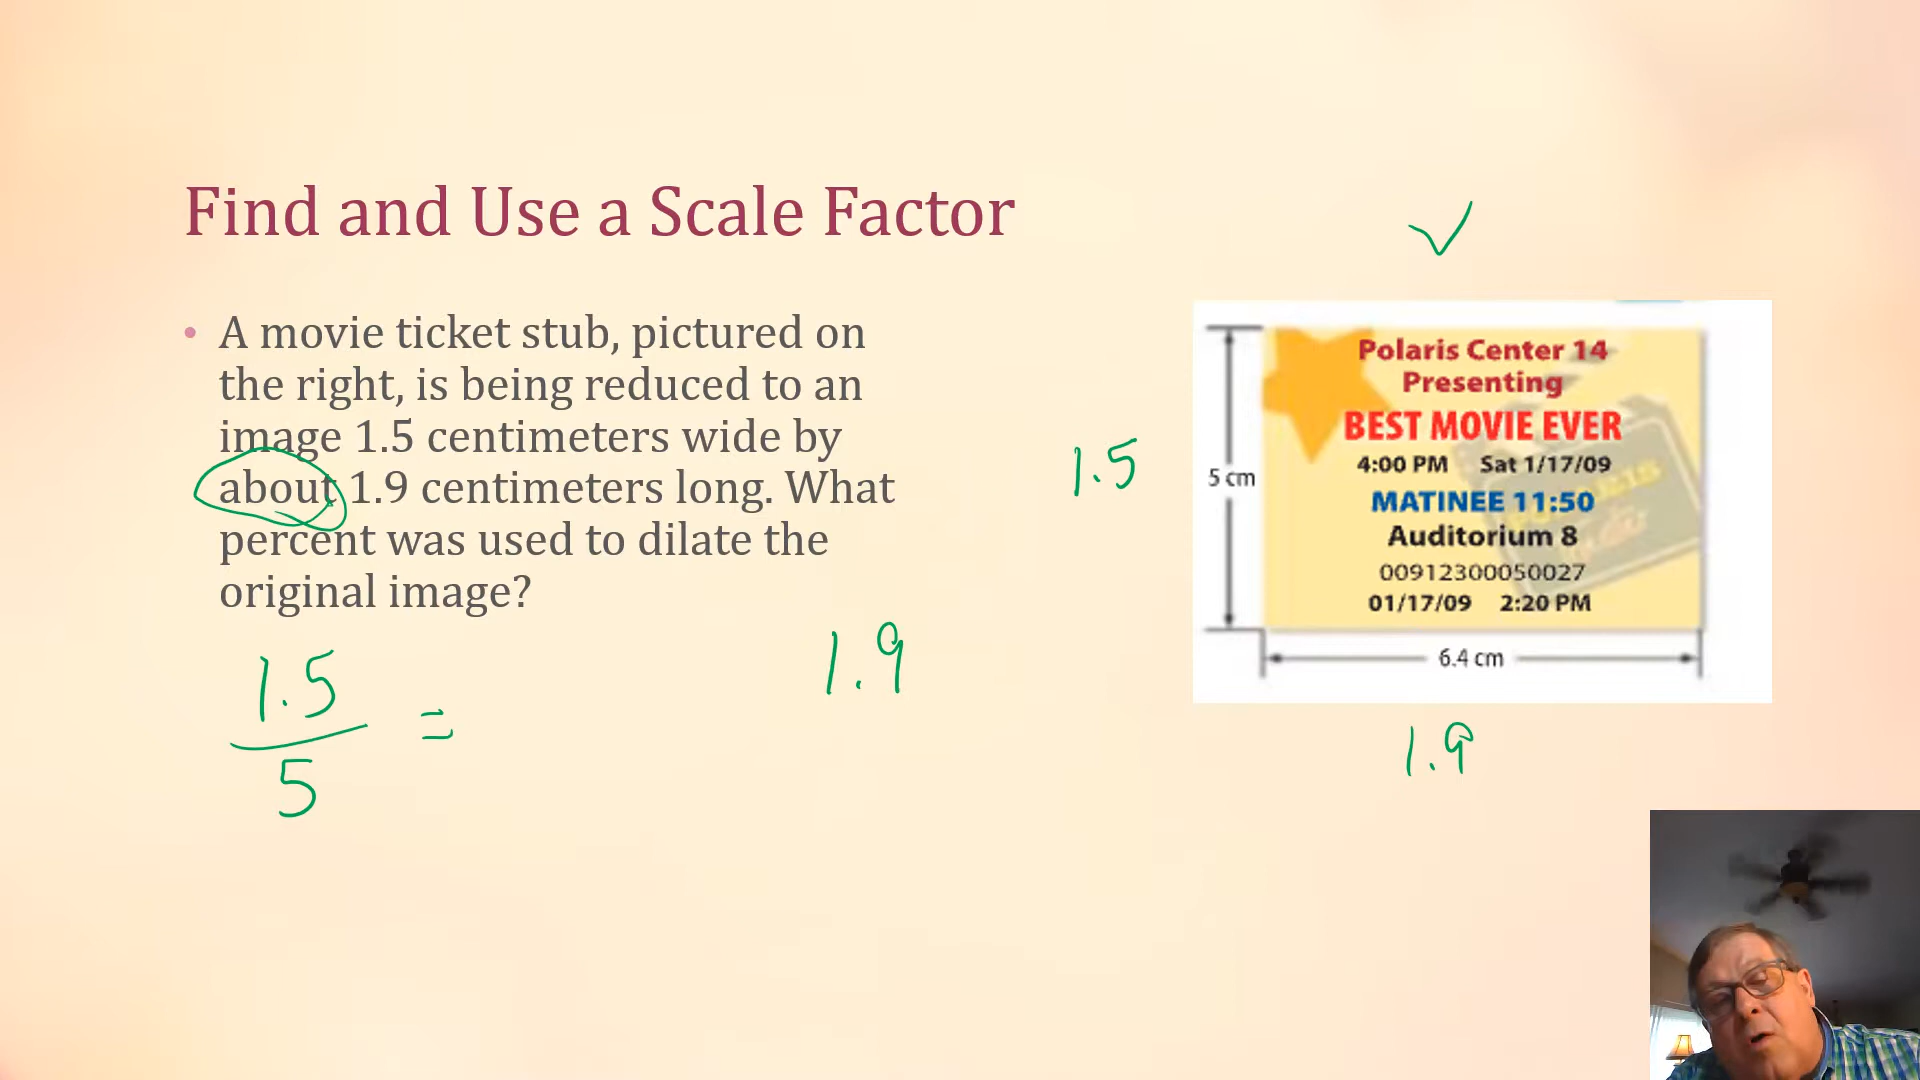 Find and Use a Scale Factor
• A movie ticket stub, pictured on
the right, is being reduced to an
image 1.5 centimeters wide by
about 1.9 centimeters long. What
percent was used to dilate the
original image?
1.5
5
=
1.9
1.5
5 cm
Polaris Center 14
Presenting
BEST MOVIE EVER
4:00 PM Sat 1/17/09
MATINEE 11:50
Auditorium 8
00912300050027
01/17/09 2:20 PM
6.4 cm
1.9